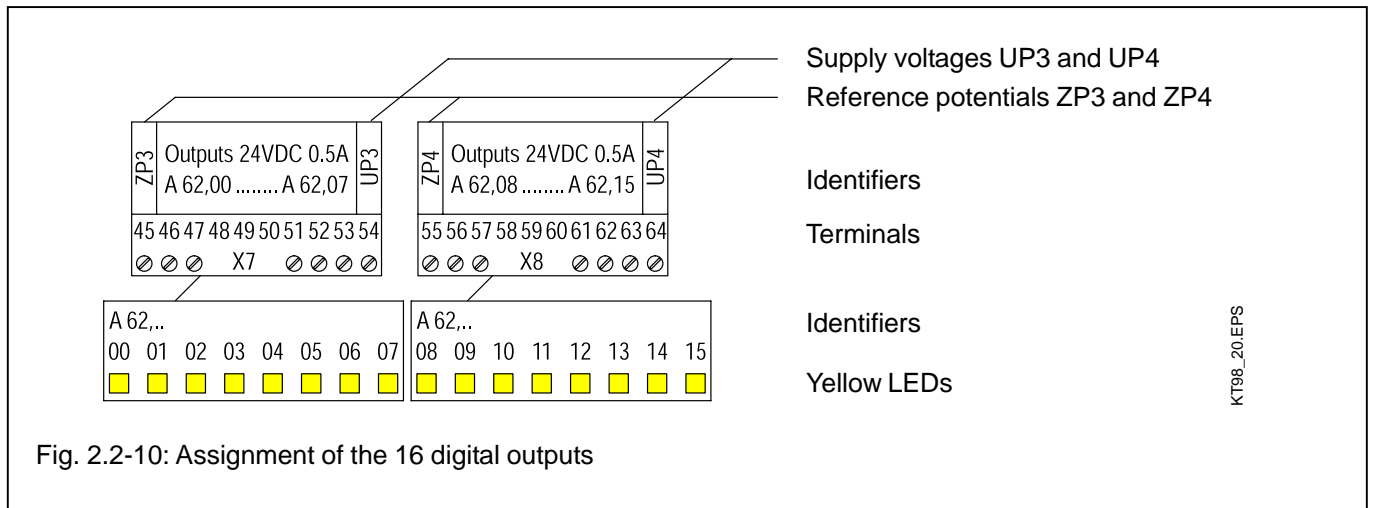 Supply voltages UP3 and UP4
Reference potentials ZP3 and ZP4
ZP3 Outputs 24VDC 0.5A UP3
A 62,00 ........ A 62,07
ZP4 Outputs 24VDC 0.5A UP4
A 62,08 ........ A 62,15
Identifiers
45 46 47 48 49 50 51 52 53 54
55 56 57 58 59 60 61 62 63 64
Terminals
X7
X8
A 62,..
A 62,..
Identifiers
00 01 02 03 04 05 06 07
08 09 10 11 12 13 14 15
Yellow LEDs
KT98_20.EPS
Fig. 2.2-10: Assignment of the 16 digital outputs